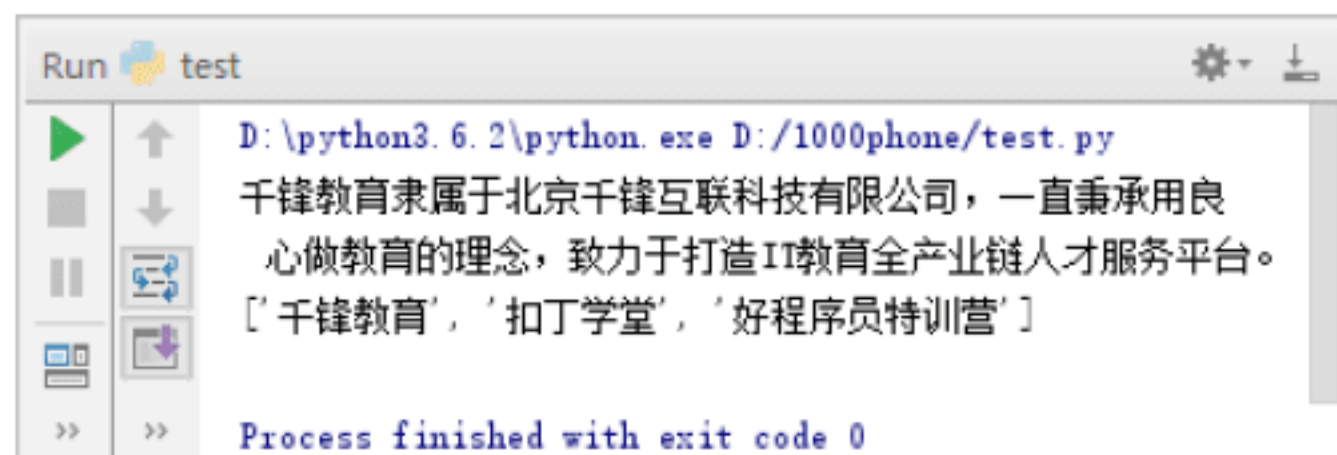 Run test
D:\python3.6.2\python.exe D:/1000phone/test.py
千锋教育隶属于北京千锋互联科技有限公司，一直秉承用良
心做教育的理念，致力于打造IT教育全产业链人才服务平台。
['千锋教育', '扣丁学堂', '好程序员特训营']
Process finished with exit code 0